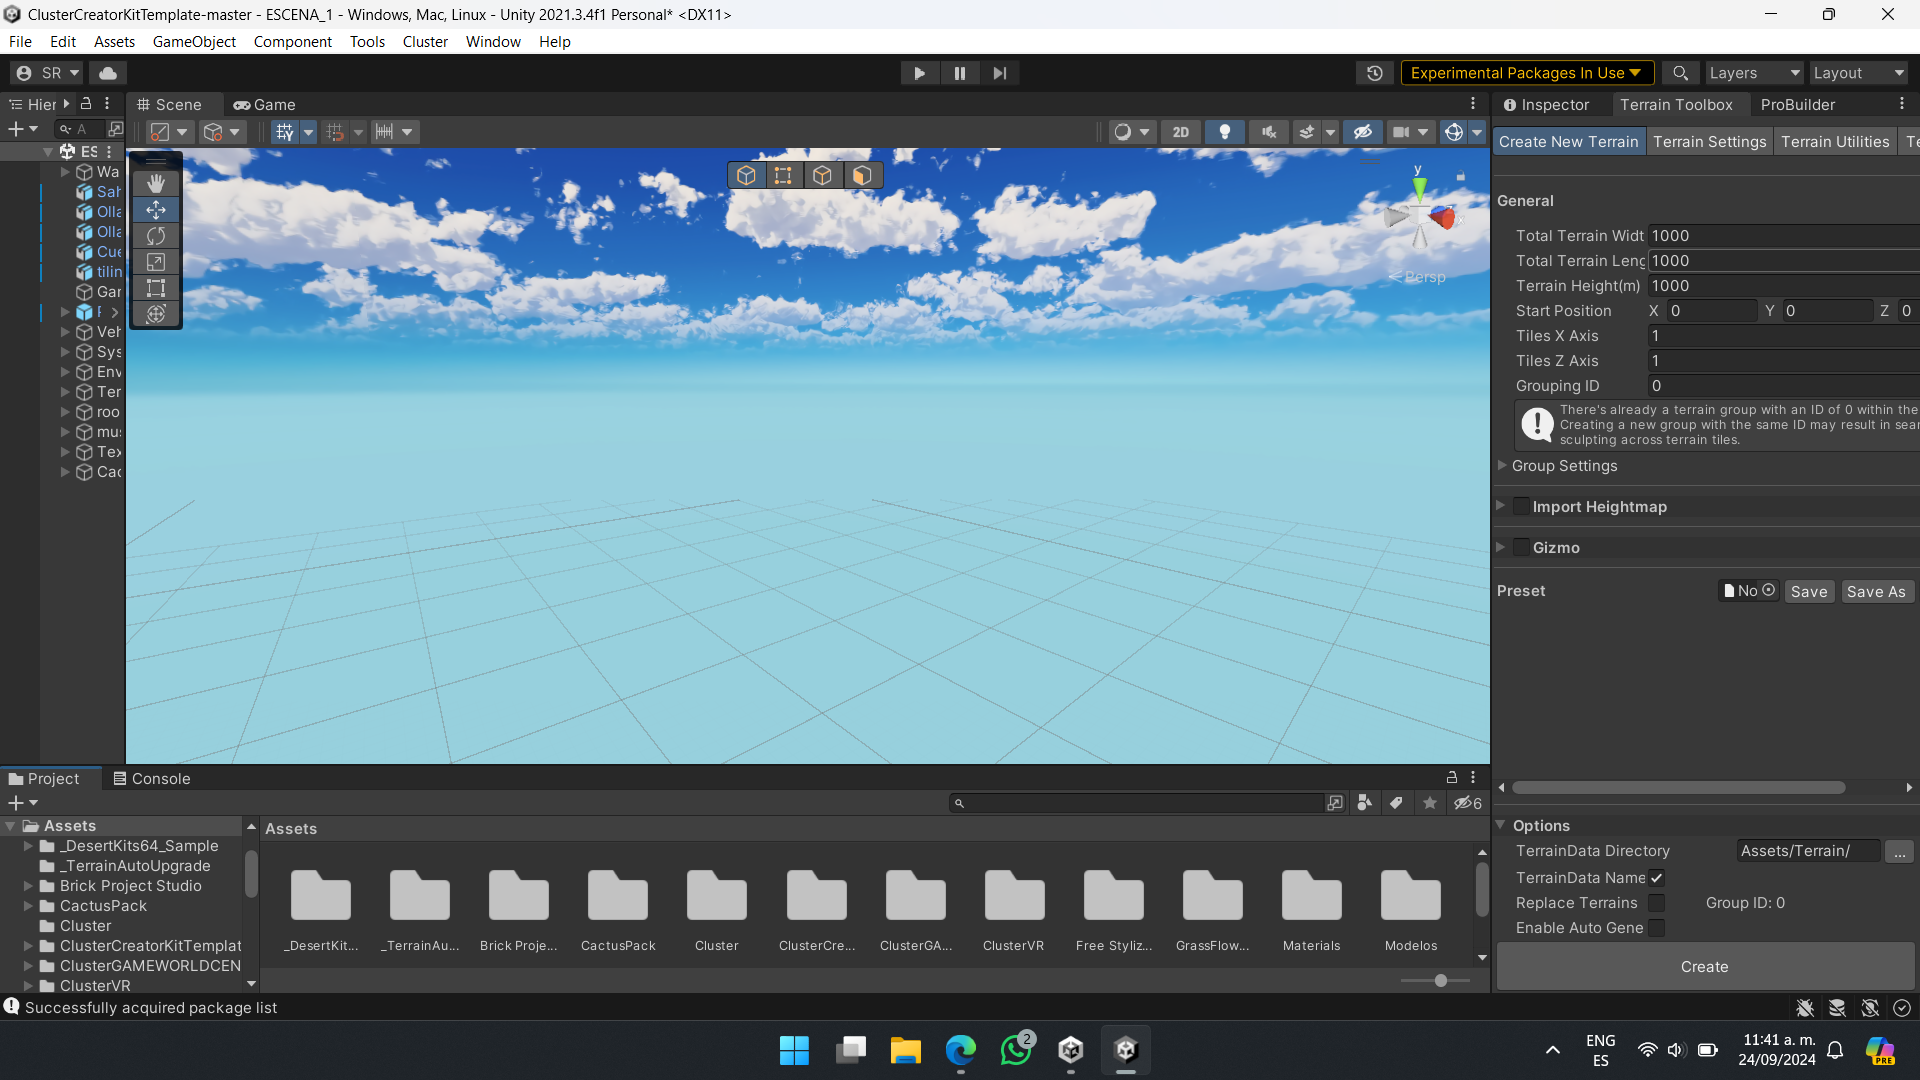 ClusterCreatorKitTemplate-master - ESCENA_1 - Windows, Mac, Linux - Unity 2021.3.4f1 Personal* <DX11>
File Edit Assets GameObject Component Tools Cluster Window Help
SR
Experimental Packages In Use
Layers
Layout
Hier
Scene
Game
Inspector
Terrain Toolbox
ProBuilder
A
2D
Create New Terrain
Terrain Settings
Terrain Utilities
Te
ES
Wa
Sah
Olla
Olla
Cue
tilin
Gar
F
Veh
Sys
Env
Ter
roo
mus
Tex
Cac
y
x
Persp
General
Total Terrain Widt 1000
Total Terrain Leng 1000
Terrain Height(m) 1000
Start Position X 0 Y 0 Z 0
Tiles X Axis 1
Tiles Z Axis 1
Grouping ID 0
There's already a terrain group with an ID of 0 within the
Creating a new group with the same ID may result in sear
sculpting across terrain tiles.
Group Settings
Import Heightmap
Gizmo
Preset No Save Save As
Project
Console
6
Assets
_DesertKits64_Sample
_TerrainAutoUpgrade
Brick Project Studio
CactusPack
Cluster
ClusterCreatorKitTemplat
ClusterGAMEWORLDCEN
ClusterVR
Assets
_DesertKit...
_TerrainAu...
Brick Proje...
CactusPack
Cluster
ClusterCre...
ClusterGA...
ClusterVR
Free Styliz...
GrassFlow...
Materials
Modelos
Options
TerrainData Directory Assets/Terrain/ ...
TerrainData Name
Replace Terrains Group ID: 0
Enable Auto Gene
Create
Successfully acquired package list
2
ENG
ES
11:41 a. m.
24/09/2024
PRE